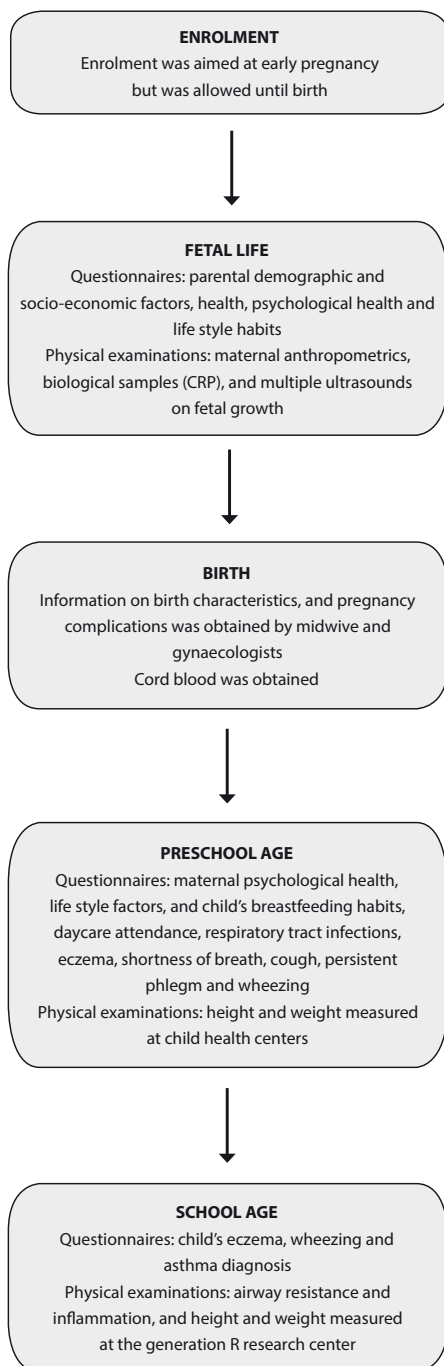 ENROLMENT
Enrolment was aimed at early pregnancy
but was allowed until birth
FETAL LIFE
Questionnaires: parental demographic and
socio-economic factors, health, psychological health and
life style habits
Physical examinations: maternal anthropometrics,
biological samples (CRP), and multiple ultrasounds
on fetal growth
BIRTH
Information on birth characteristics, and pregnancy
complications was obtained by midwive and
gynaecologists
Cord blood was obtained
PRESCHOOL AGE
Questionnaires: maternal psychological health,
life style factors, and child's breastfeeding habits,
daycare attendance, respiratory tract infections,
eczema, shortness of breath, cough, persistent
phlegm and wheezing
Physical examinations: height and weight measured
at child health centers
SCHOOL AGE
Questionnaires: child's eczema, wheezing and
asthma diagnosis
Physical examinations: airway resistance and
inflammation, and height and weight measured
at the generation R research center